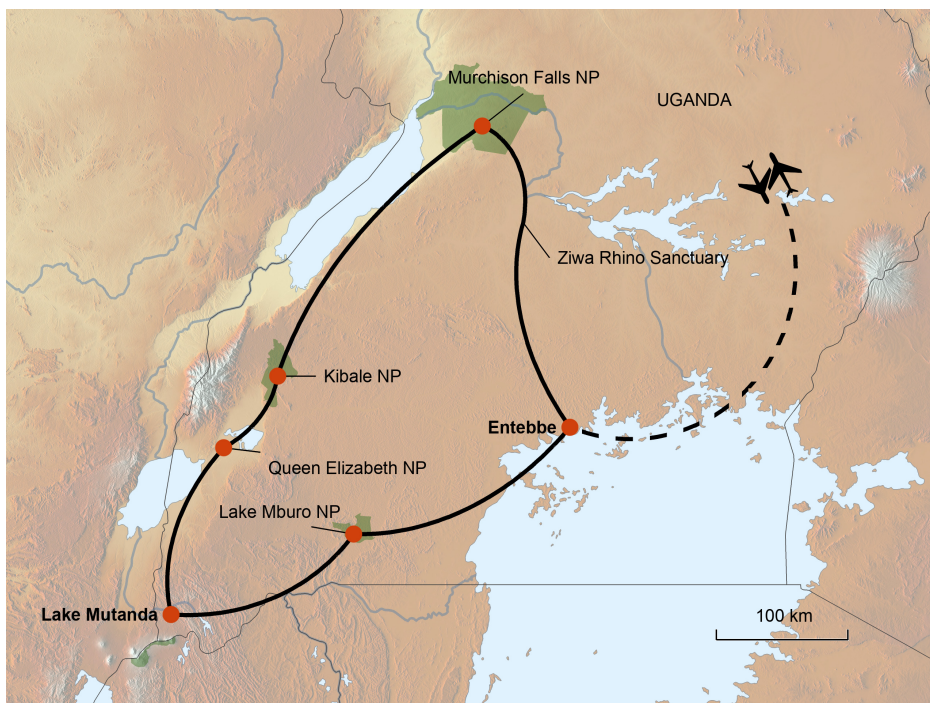 Murchison Falls NP
UGANDA
Ziwa Rhino Sanctuary
Kibale NP
Entebbe
Queen Elizabeth NP
Lake Mburo NP
Lake Mutanda
100 km